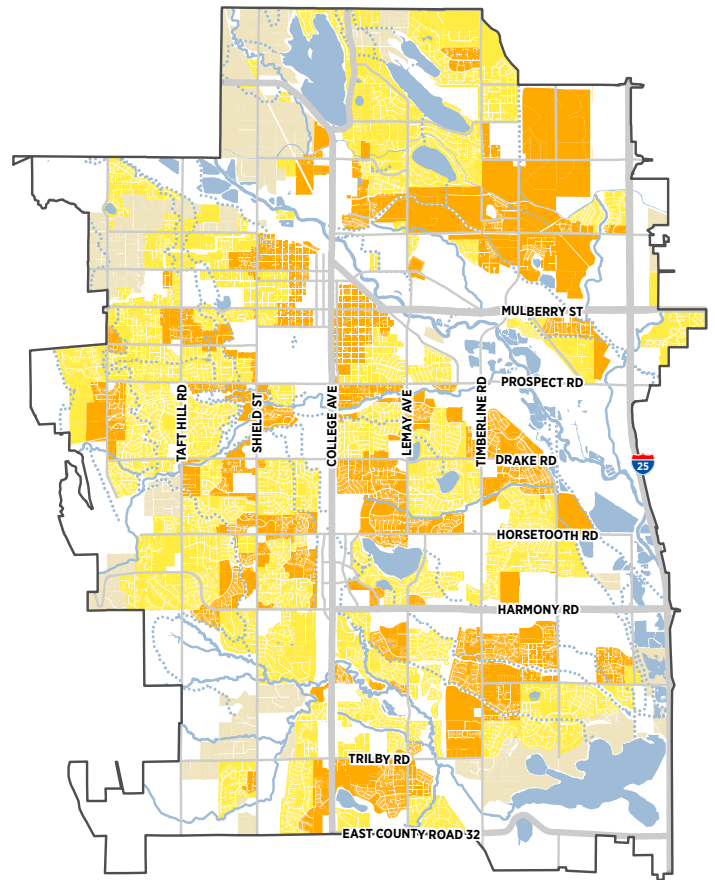 MULBERRY ST
PROSPECT RD
TAFT HILL RD
SHIELD ST
COLLEGE AVE
LEMAY AVE
TIMBERLINE RD
DRAKE RD
25
HORSETOOTH RD
HARMONY RD
TRILBY RD
EAST COUNTY ROAD 32